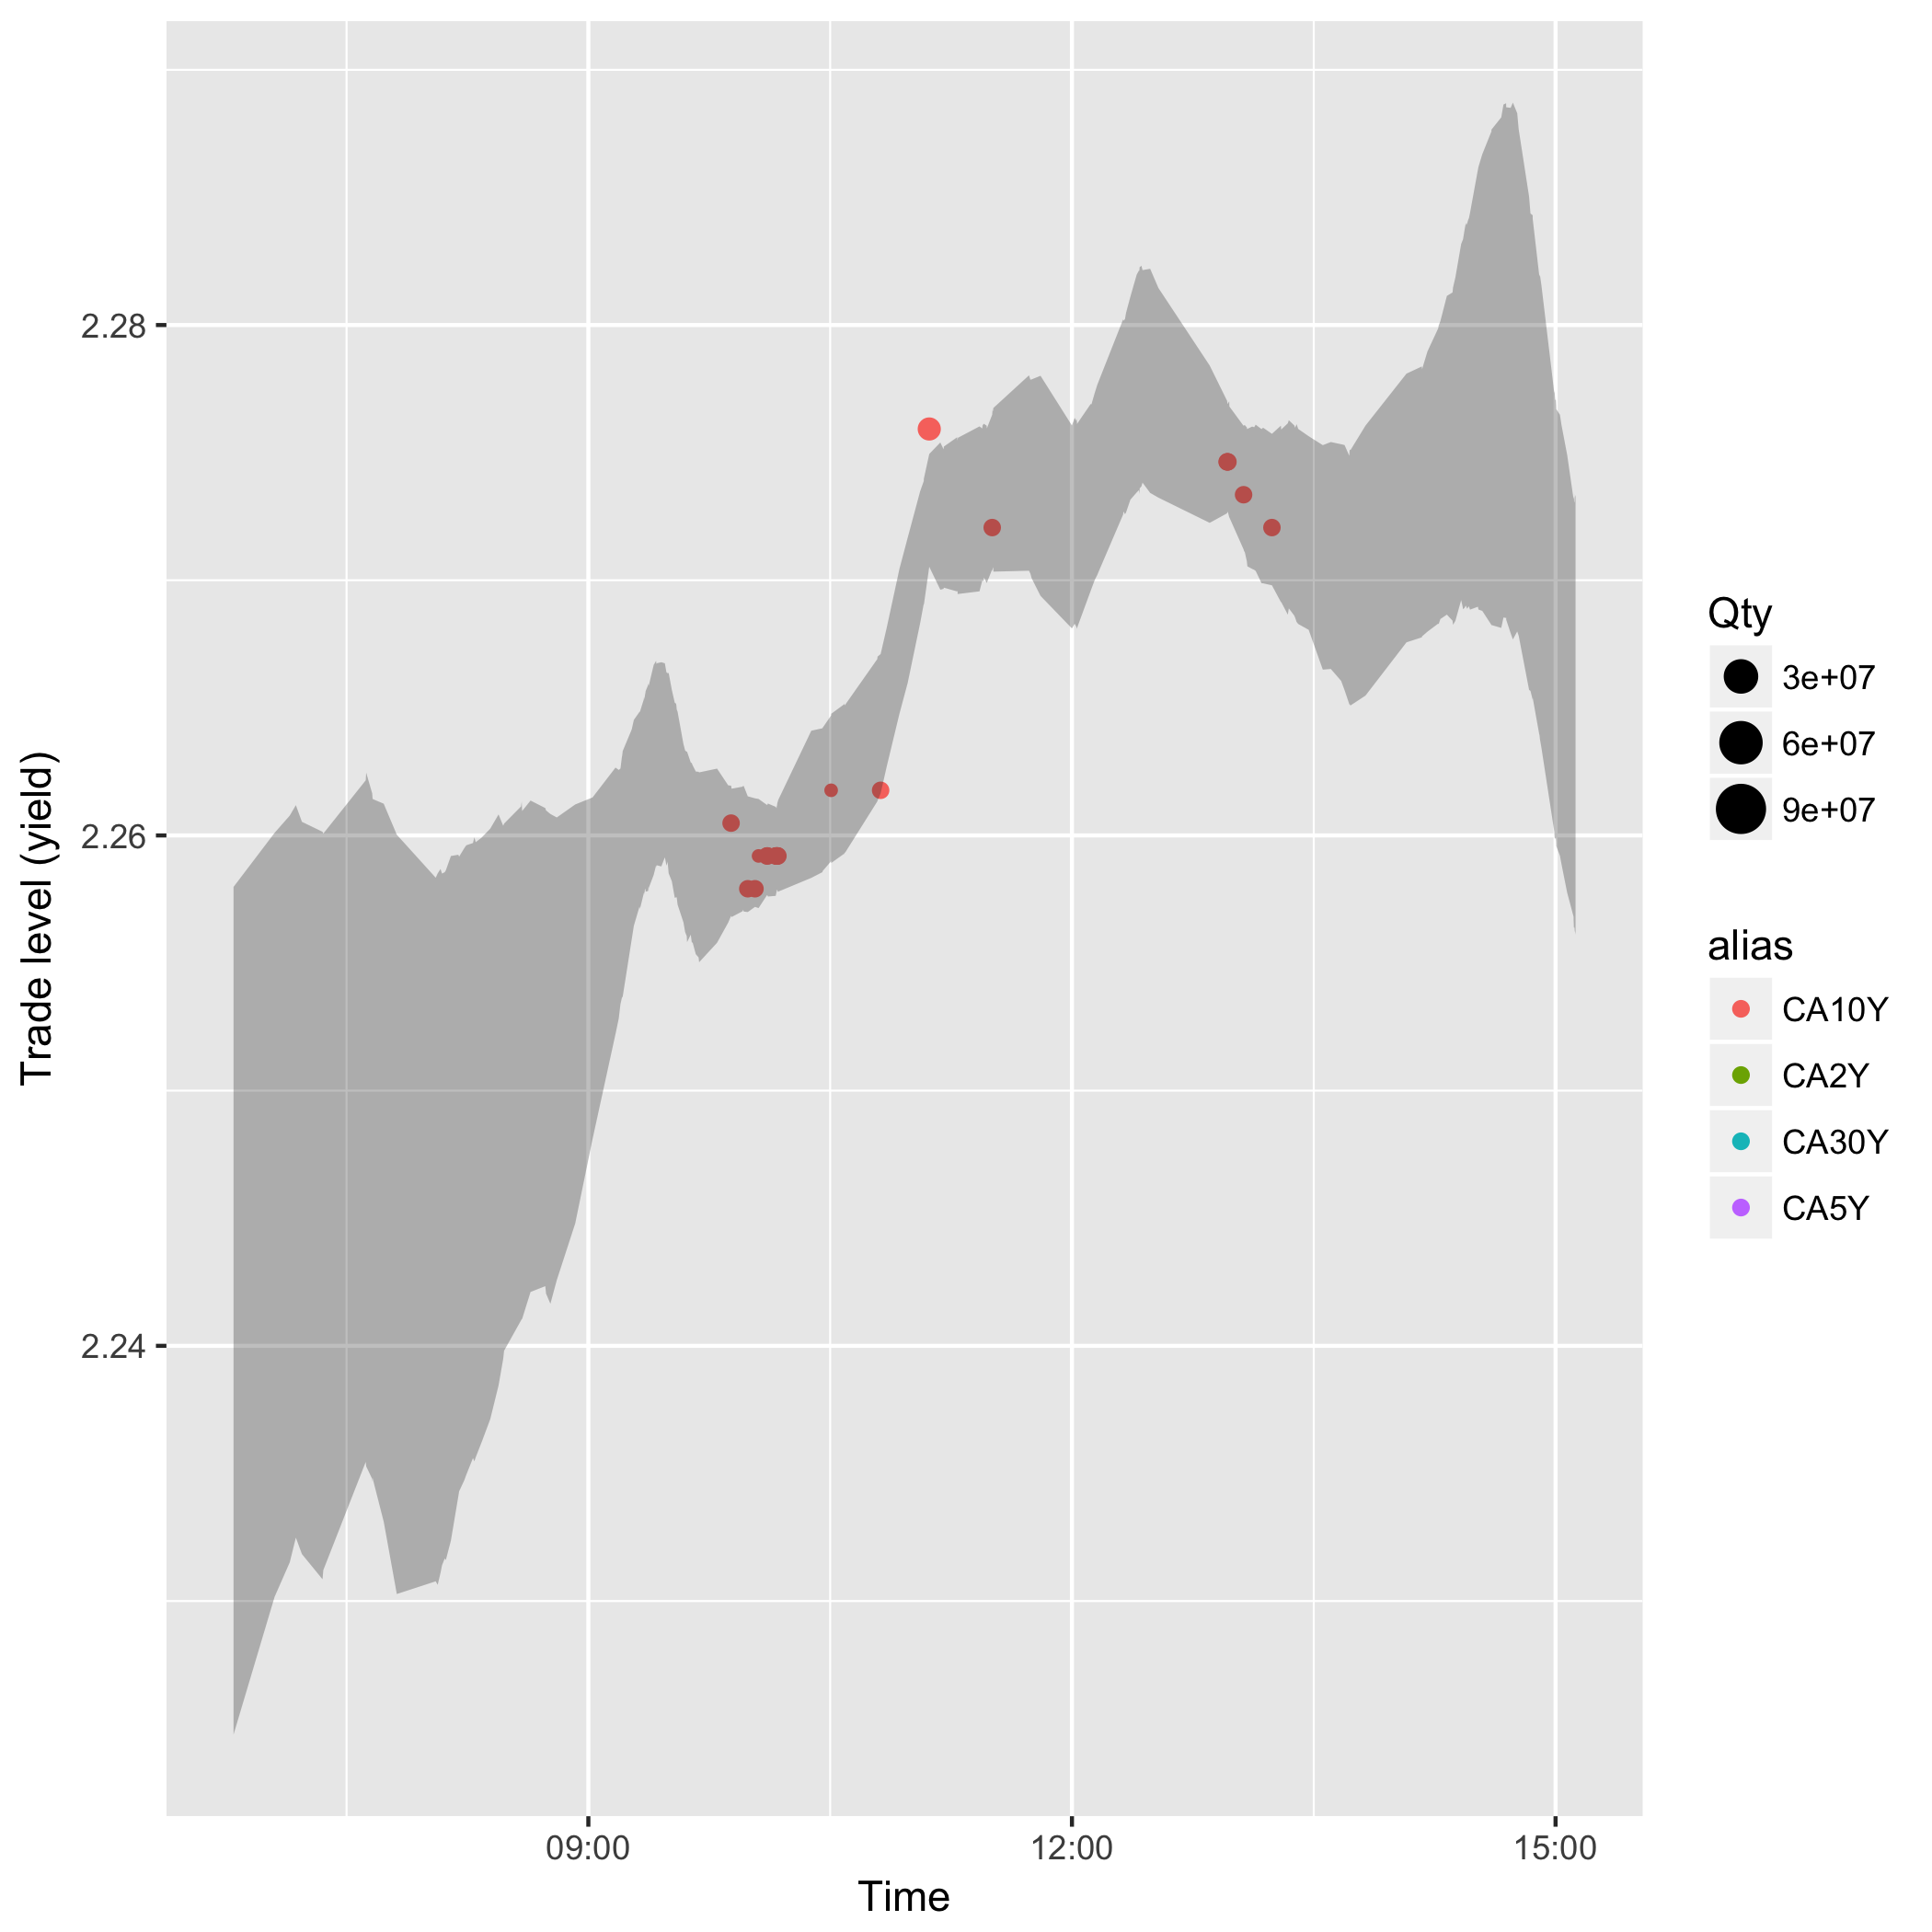 2.28
2.26
2.24
Trade level (yield)
09:00
12:00
15:00
Time
Qty
3e+07
6e+07
9e+07
alias
CA10Y
CA2Y
CA30Y
CA5Y